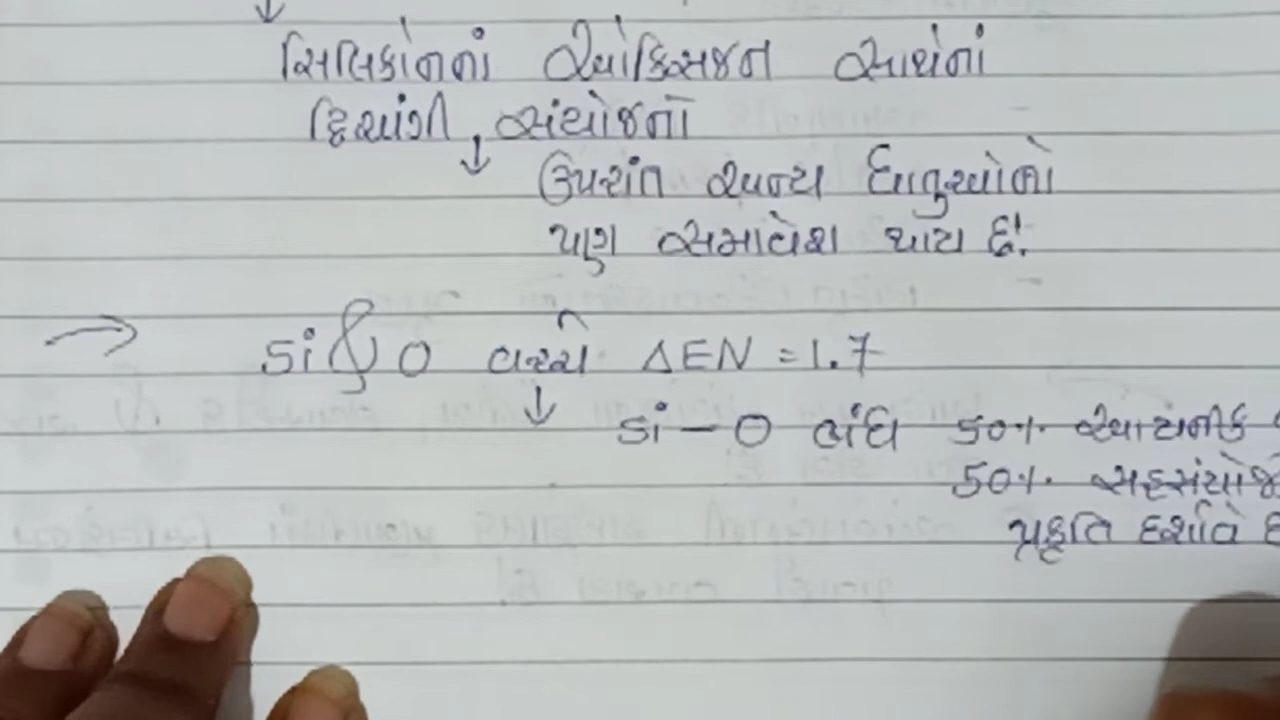 ↓
સિલિકોનનાં ઓક્સિજન સાથેનાં
દ્વિઅંગી સંયોજનો
↓ ઉપરાંત અન્ય ધાતુઓનો
પણ સમાવેશ થાય છે.
→ Si & O વચ્ચે ΔEN = 1.7
↓ Si - O બંધ 50% આયનીક
50% સહસંયોજ
પ્રકૃતિ દર્શાવે